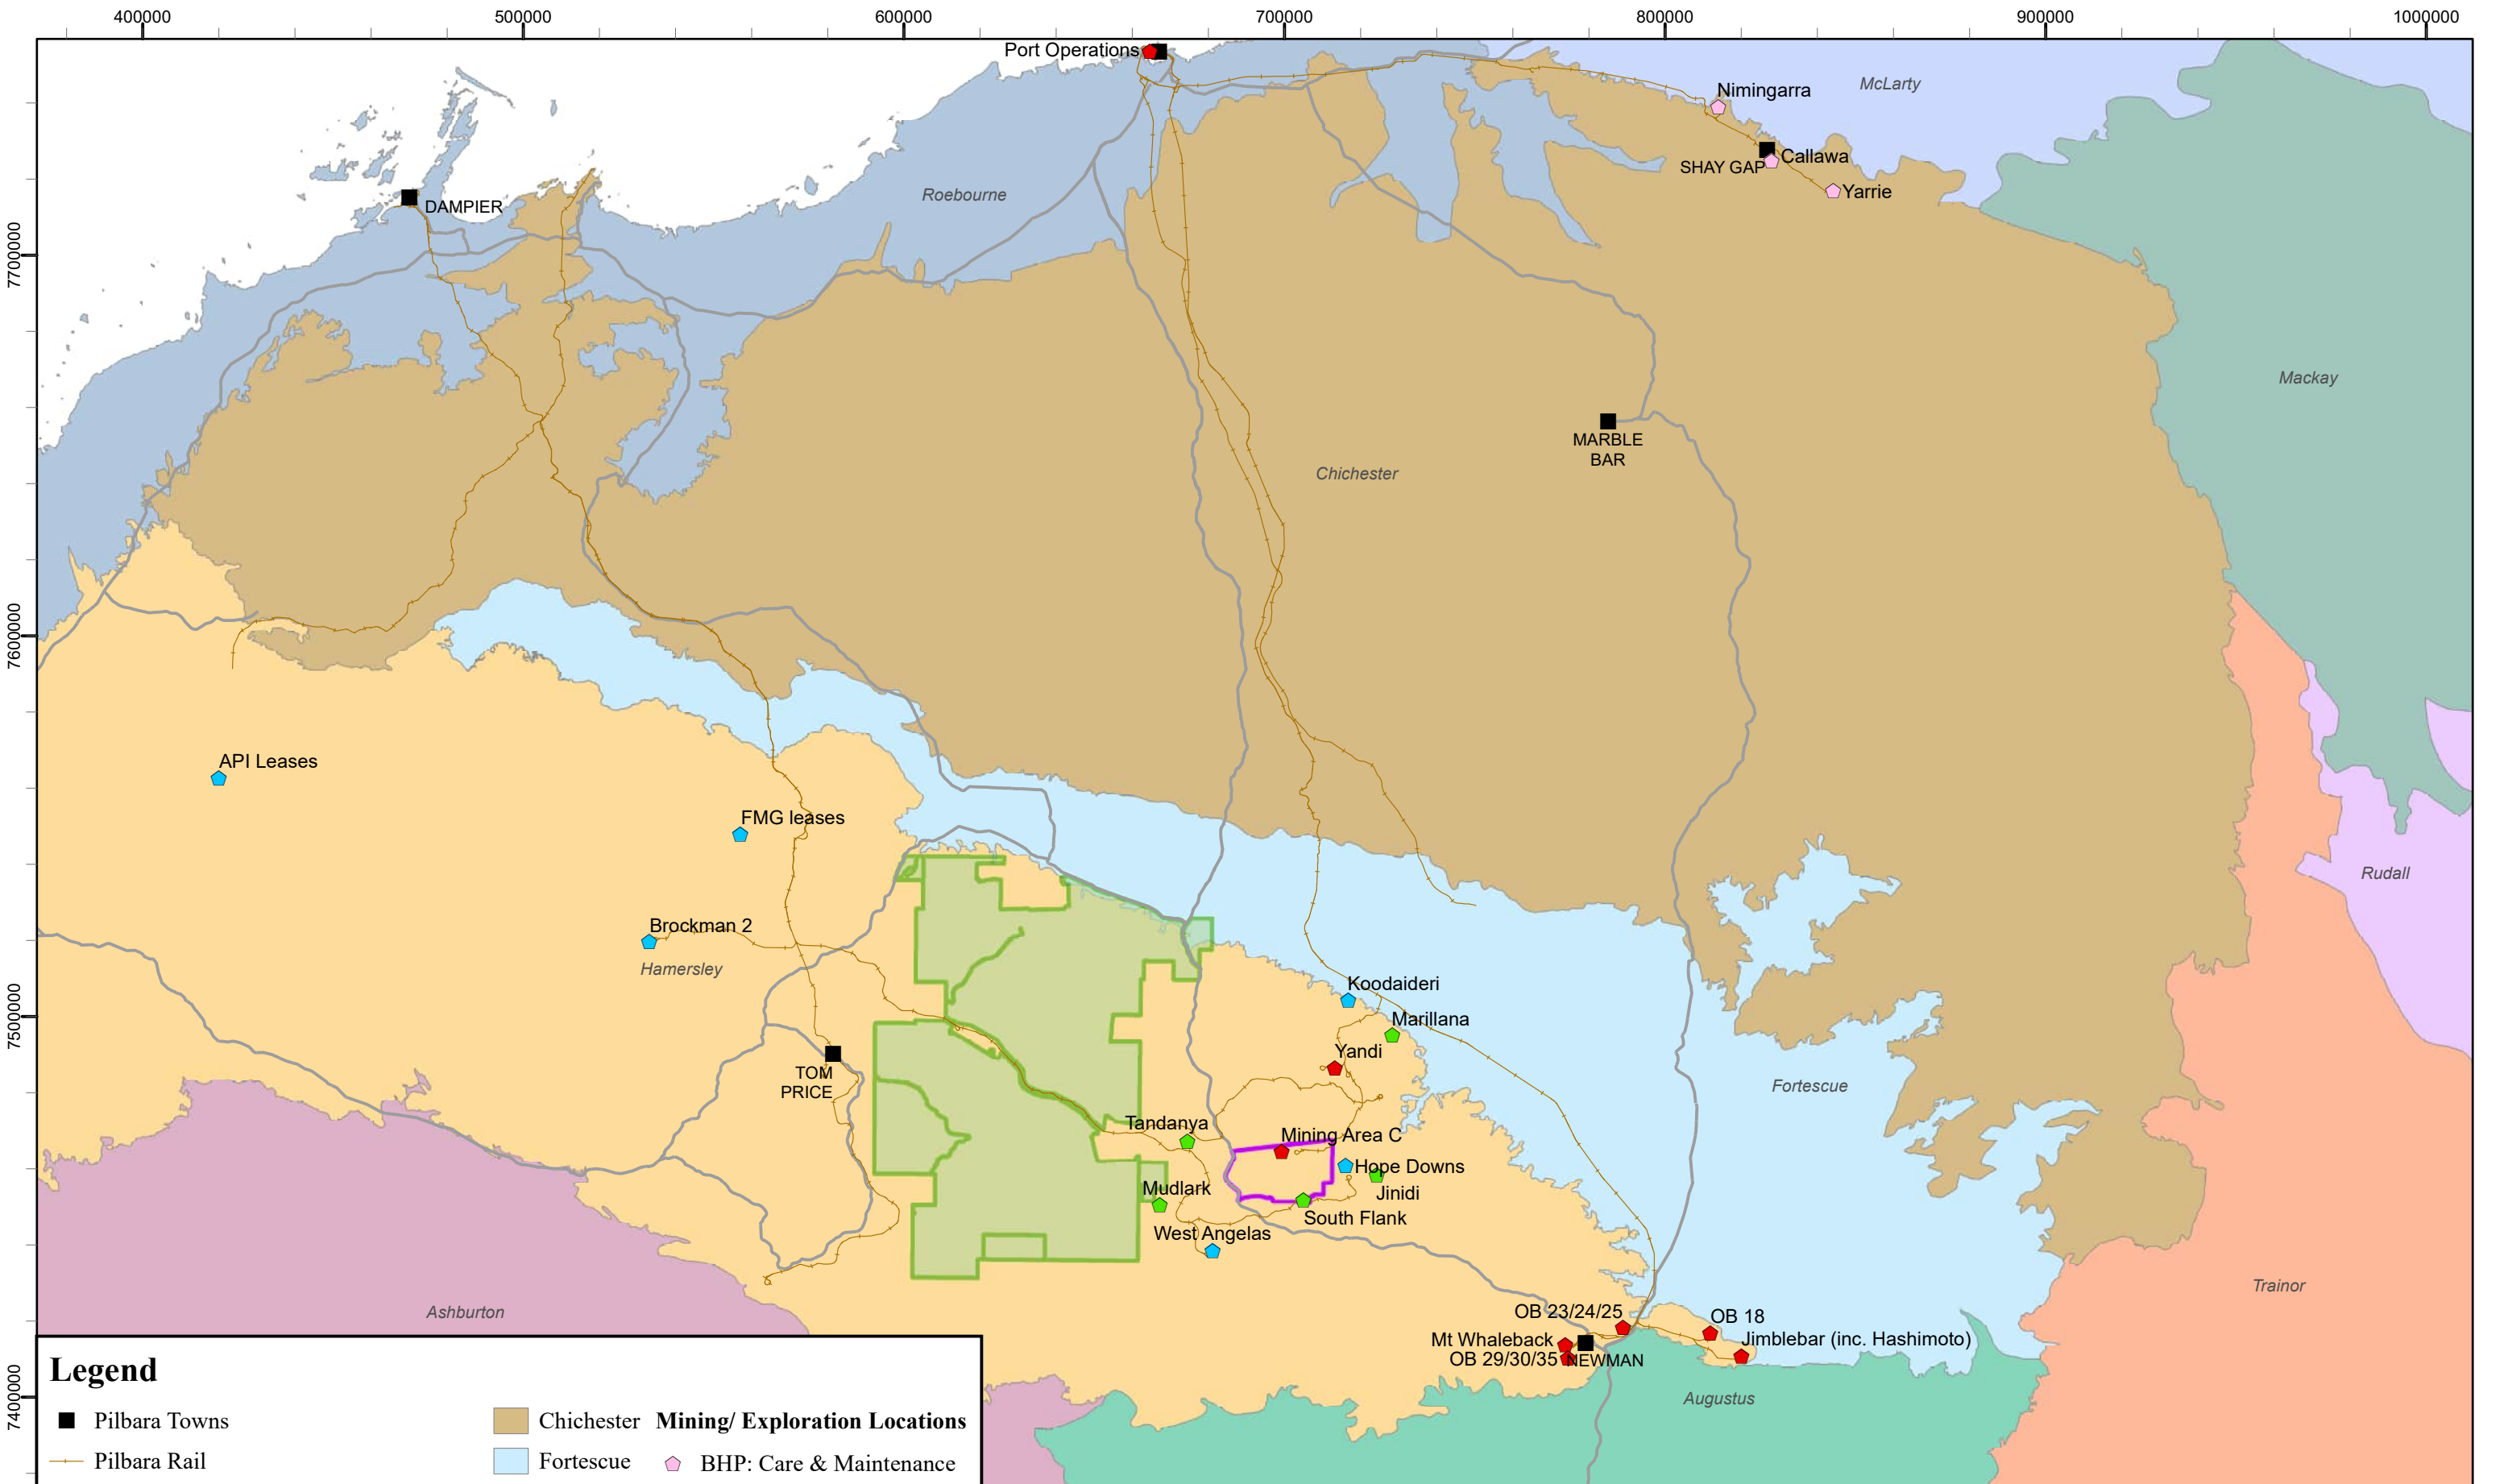 400000 500000 600000 700000 800000 900000 1000000
Port Operations
McLarty
Nimingarra
Callawa
SHAY GAP
Yarrie
Roebourne
DAMPIER
7700000
Mackay
MARBLE
BAR
Chichester
7600000
API Leases
FMG leases
Rudall
Brockman 2
Hamersley
Koodaideri
7500000
Marillana
Yandi
TOM
PRICE
Fortescue
Tandanya
Mining Area C
Hope Downs
Mudlark
Jinidi
South Flank
West Angelas
Trainor
Ashburton
OB 23/24/25
OB 18
Mt Whaleback
Jimblebar (inc. Hashimoto)
OB 29/30/35
NEWMAN
Augustus
7400000
Legend
Pilbara Towns
Chichester
Mining/ Exploration Locations
Pilbara Rail
Fortescue
BHP: Care & Maintenance